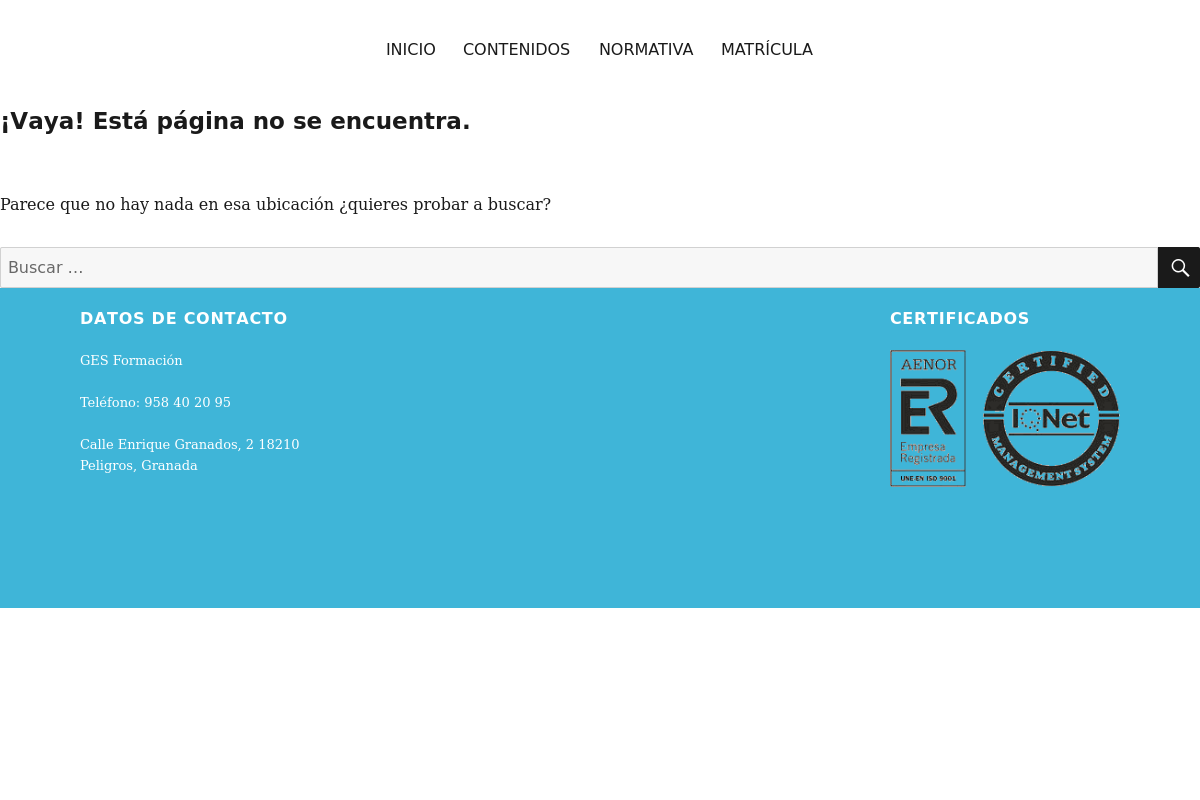 INICIO CONTENIDOS NORMATIVA MATRÍCULA
¡Vaya! Está página no se encuentra.
Parece que no hay nada en esa ubicación ¿quieres probar a buscar?
Buscar …
DATOS DE CONTACTO
GES Formación
Teléfono: 958 40 20 95
Calle Enrique Granados, 2 18210
Peligros, Granada
CERTIFICADOS
AENOR
ER
Empresa
Registrada
UNE-EN ISO 9001
CERTIFIED
IQNet
MANAGEMENT SYSTEM